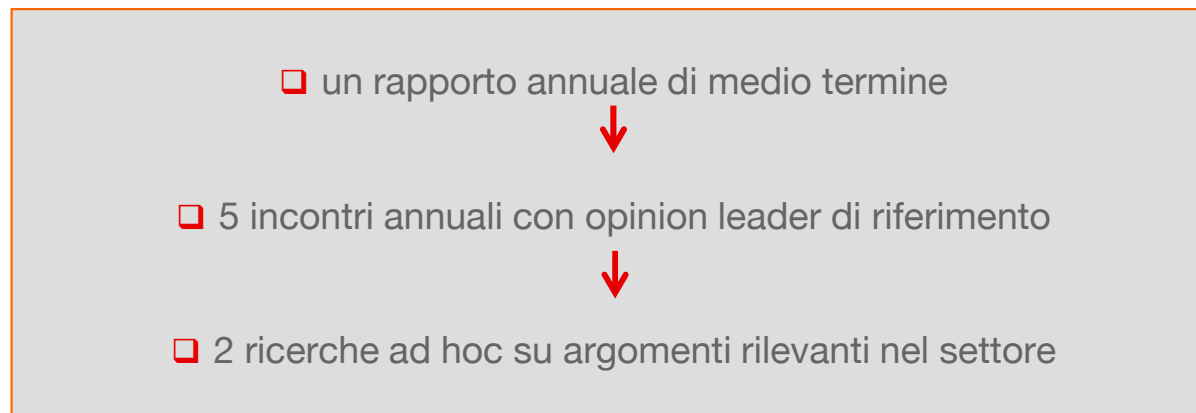 un rapporto annuale di medio termine
5 incontri annuali con opinion leader di riferimento
2 ricerche ad hoc su argomenti rilevanti nel settore